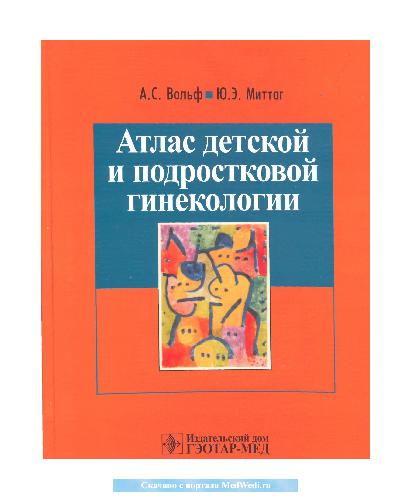 А.С. Вольф ■ Ю.Э. Миттаг
Атлас детской
и подростковой
гинекологии
Издательский дом
ГЭОТАР-МЕД
Скачано с портала MedWedi.ru